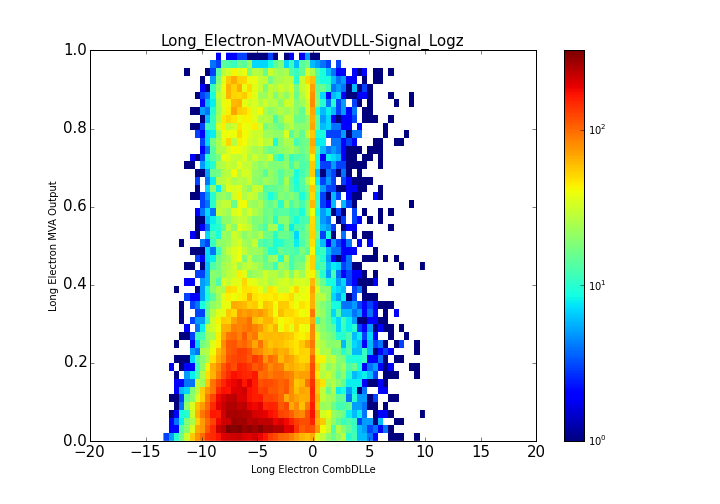 Long_Electron-MVAOutVDLL-Signal_Logz
1.0
0.8
0.6
0.4
0.2
0.0
Long Electron MVA Output
−20 −15 −10 −5 0 5 10 15 20
Long Electron CombDLLe
10²
10¹
10⁰